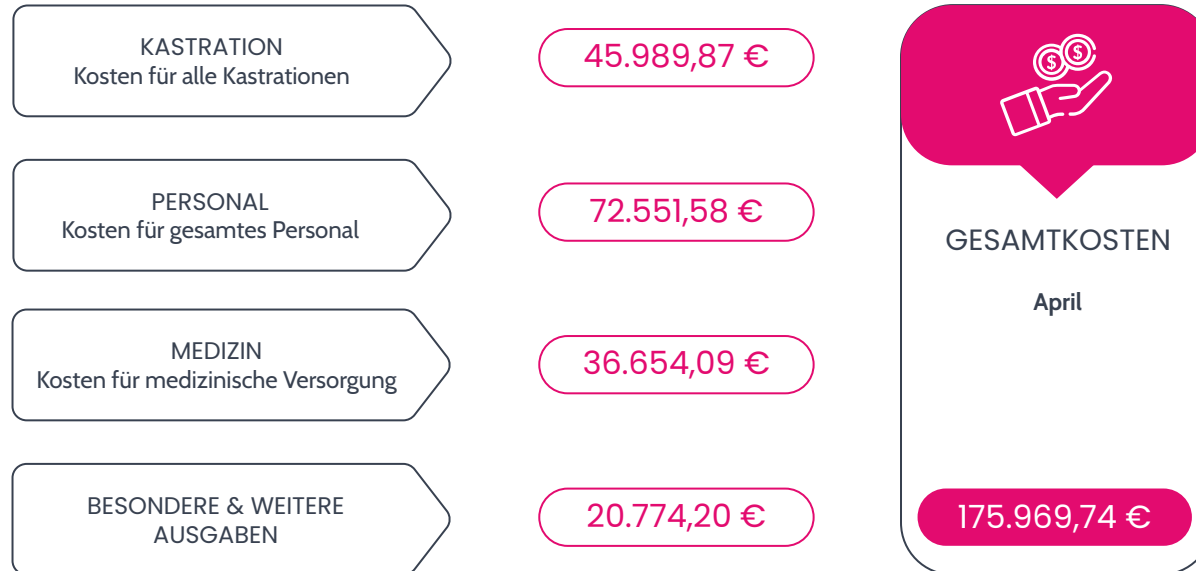 KASTRATION
Kosten für alle Kastrationen
45.989,87 €
PERSONAL
Kosten für gesamtes Personal
72.551,58 €
MEDIZIN
Kosten für medizinische Versorgung
36.654,09 €
BESONDERE & WEITERE
AUSGABEN
20.774,20 €
$ $
GESAMTKOSTEN
April
175.969,74 €